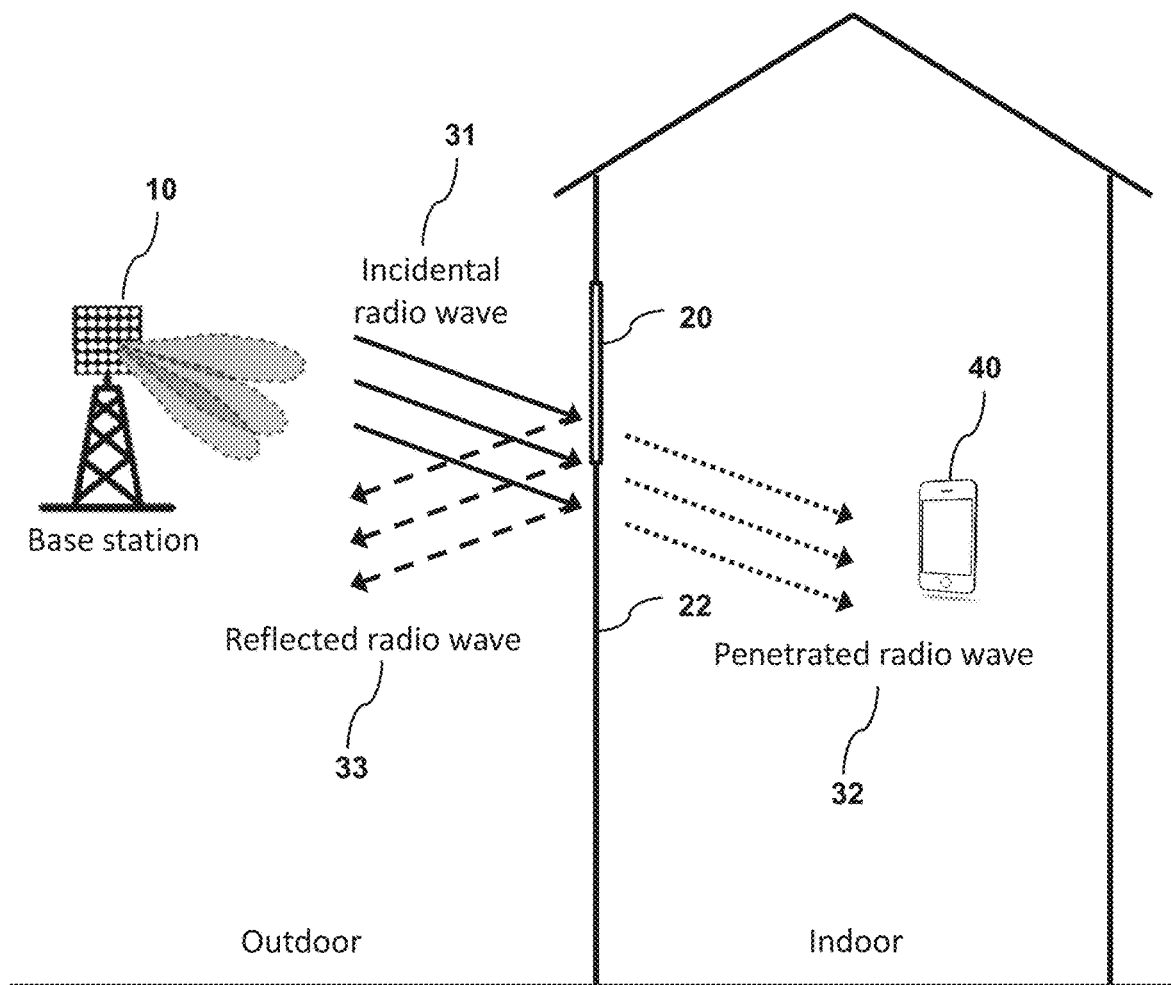 31
10
Incidental
radio wave
20
40
Base station
22
Reflected radio wave
Penetrated radio wave
33
32
Outdoor
Indoor